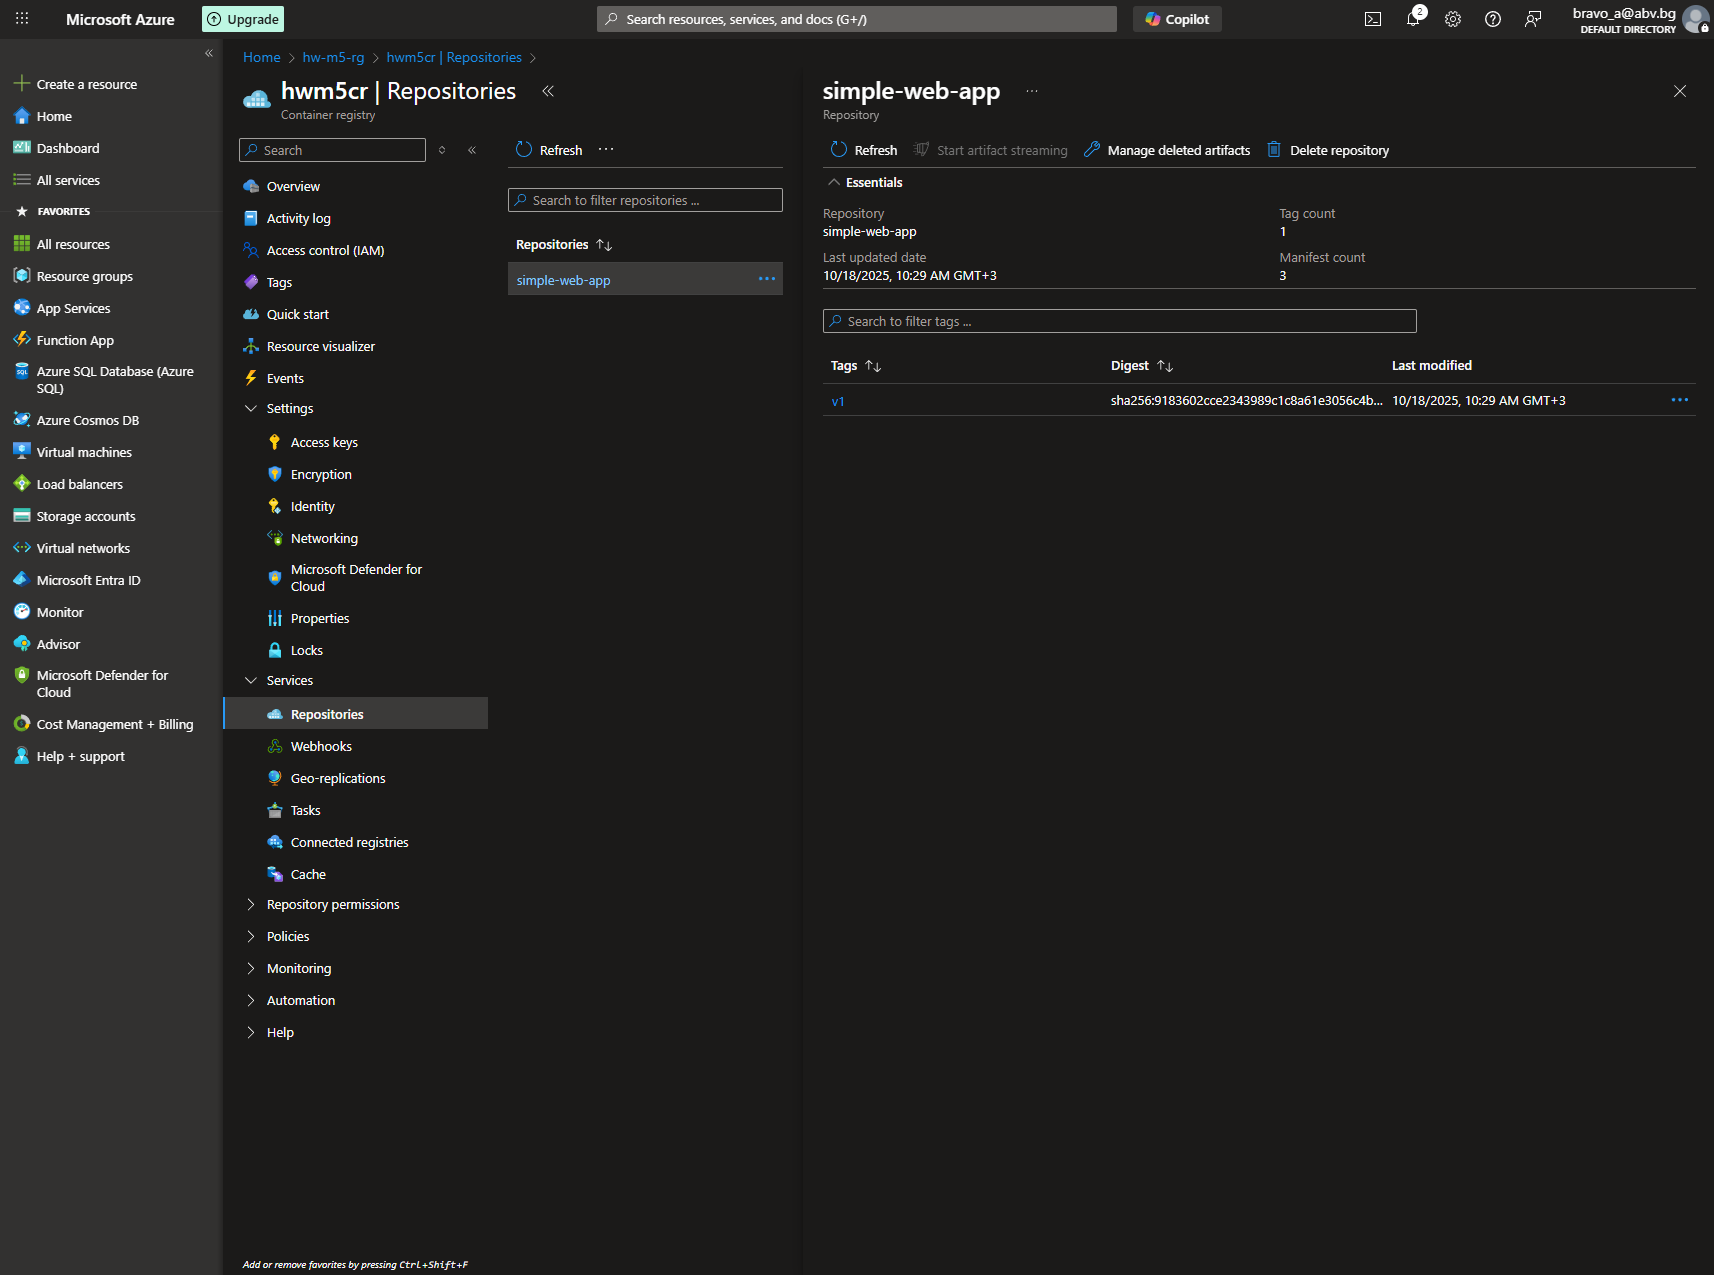 Microsoft Azure
Upgrade
Search resources, services, and docs (G+/)
Copilot
2
bravo_a@abv.bg
DEFAULT DIRECTORY
Create a resource
Home
Dashboard
All services
FAVORITES
All resources
Resource groups
App Services
Function App
Azure SQL Database (Azure
SQL)
Azure Cosmos DB
Virtual machines
Load balancers
Storage accounts
Virtual networks
Microsoft Entra ID
Monitor
Advisor
Microsoft Defender for
Cloud
Cost Management + Billing
Help + support
Home > hw-m5-rg > hwm5cr | Repositories >
hwm5cr | Repositories
Container registry
Search
Overview
Activity log
Access control (IAM)
Tags
Quick start
Resource visualizer
Events
Settings
Access keys
Encryption
Identity
Networking
Microsoft Defender for
Cloud
Properties
Locks
Services
Repositories
Webhooks
Geo-replications
Tasks
Connected registries
Cache
Repository permissions
Policies
Monitoring
Automation
Help
Add or remove favorites by pressing Ctrl+Shift+F
Refresh
Search to filter repositories ...
Repositories
simple-web-app
simple-web-app
Repository
Refresh
Start artifact streaming
Manage deleted artifacts
Delete repository
Essentials
Repository
simple-web-app
Last updated date
10/18/2025, 10:29 AM GMT+3
Tag count
1
Manifest count
3
Search to filter tags ...
Tags Digest Last modified
v1 sha256:9183602cce2343989c1c8a61e3056c4b... 10/18/2025, 10:29 AM GMT+3